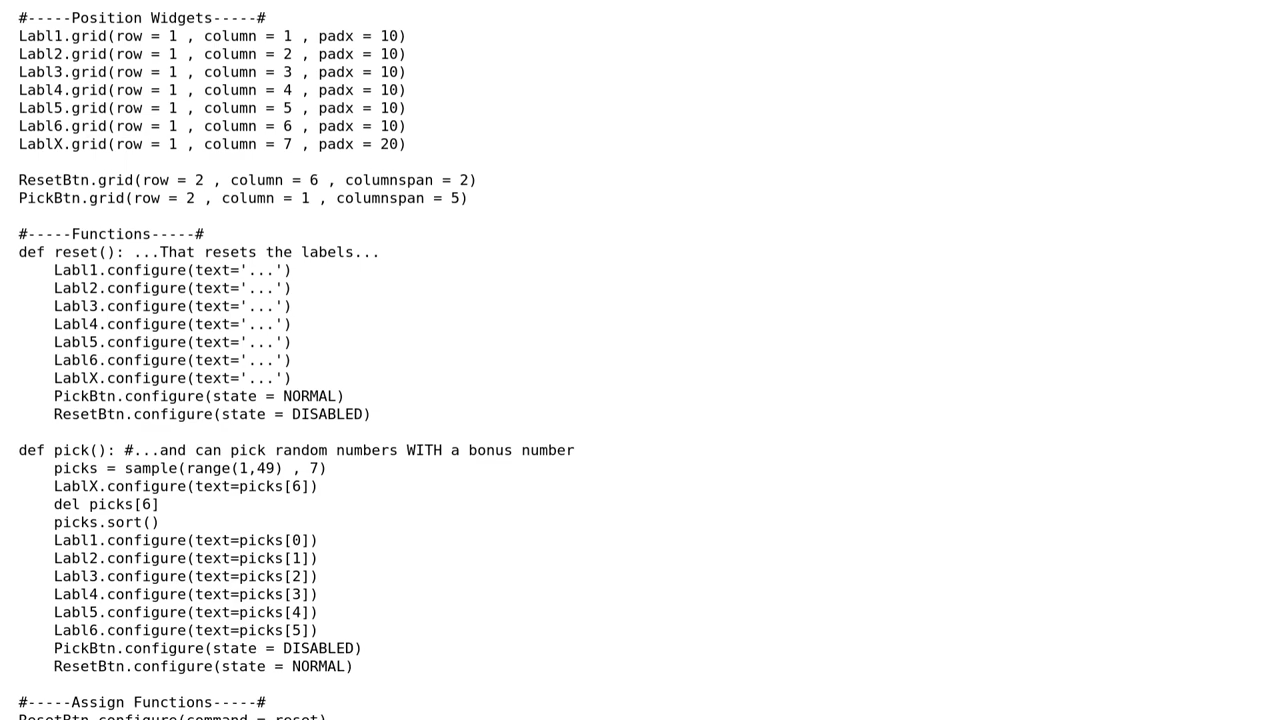 #-----Position Widgets-----#
Labl1.grid(row = 1 , column = 1 , padx = 10)
Labl2.grid(row = 1 , column = 2 , padx = 10)
Labl3.grid(row = 1 , column = 3 , padx = 10)
Labl4.grid(row = 1 , column = 4 , padx = 10)
Labl5.grid(row = 1 , column = 5 , padx = 10)
Labl6.grid(row = 1 , column = 6 , padx = 10)
LablX.grid(row = 1 , column = 7 , padx = 20)

ResetBtn.grid(row = 2 , column = 6 , columnspan = 2)
PickBtn.grid(row = 2 , column = 1 , columnspan = 5)

#-----Functions-----#
def reset(): ...That resets the labels...
    Labl1.configure(text='...')
    Labl2.configure(text='...')
    Labl3.configure(text='...')
    Labl4.configure(text='...')
    Labl5.configure(text='...')
    Labl6.configure(text='...')
    LablX.configure(text='...')
    PickBtn.configure(state = NORMAL)
    ResetBtn.configure(state = DISABLED)

def pick(): #...and can pick random numbers WITH a bonus number
    picks = sample(range(1,49) , 7)
    LablX.configure(text=picks[6])
    del picks[6]
    picks.sort()
    Labl1.configure(text=picks[0])
    Labl2.configure(text=picks[1])
    Labl3.configure(text=picks[2])
    Labl4.configure(text=picks[3])
    Labl5.configure(text=picks[4])
    Labl6.configure(text=picks[5])
    PickBtn.configure(state = DISABLED)
    ResetBtn.configure(state = NORMAL)

#-----Assign Functions-----#
ResetBtn.configure(command = reset)